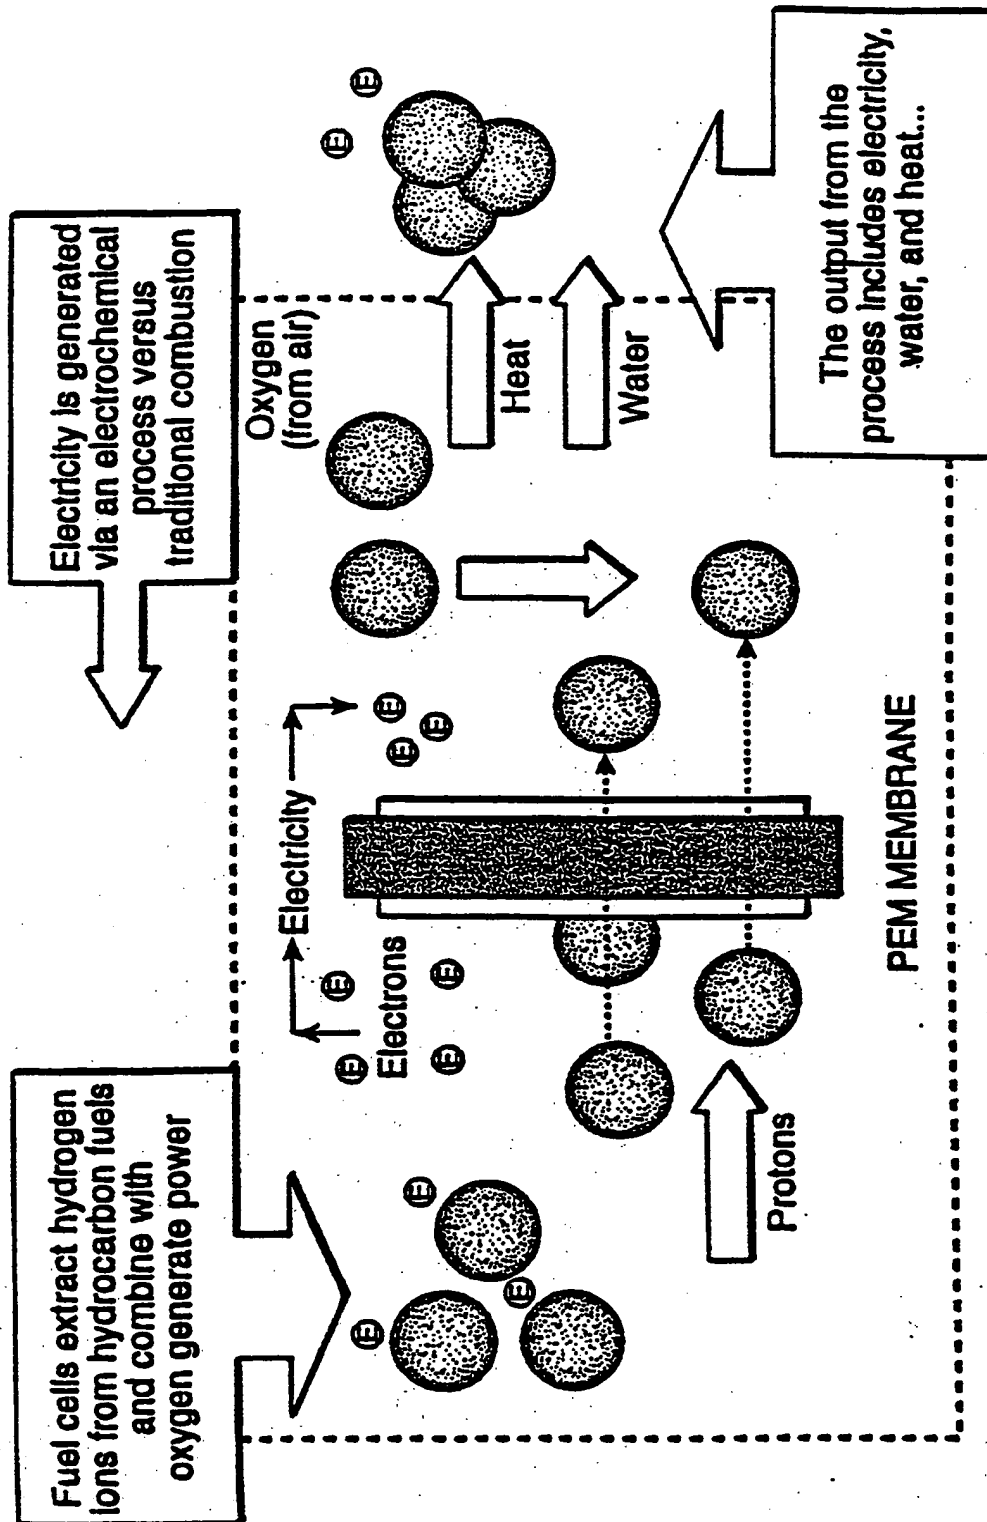 Fuel cells extract hydrogen
ions from hydrocarbon fuels
and combine with
oxygen generate power
Electricity is generated
via an electrochemical
process versus
traditional combustion
E
E
E
E
E
E
E
Electrons
Electricity
E
E
E
Oxygen
(from air)
E
E
Heat
Water
Protons
PEM MEMBRANE
The output from the
process includes electricity,
water, and heat...